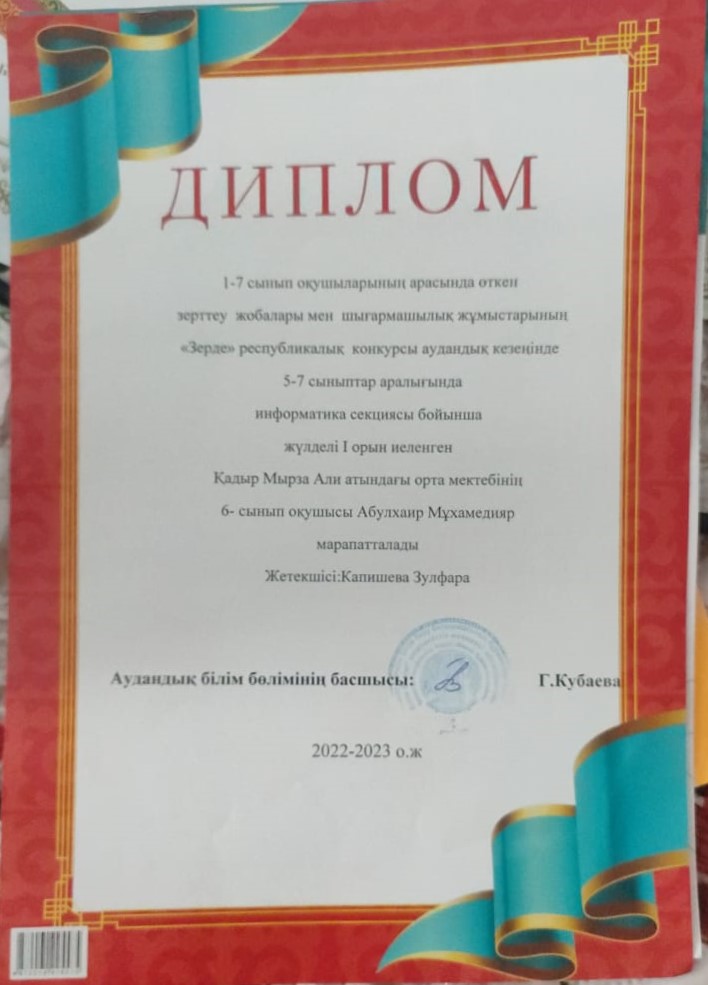 ДИПЛОМ
1-7 сынып оқушыларының арасында өткен
зерттеу жобалары мен шығармашылық жұмыстарының
«Зерде» республикалық конкурсы аудандық кезеңінде
5-7 сыныптар аралығында
информатика секциясы бойынша
жүлделі І орын иеленген
Қадыр Мырза Али атындағы орта мектебінің
6- сынып оқушысы Абулхаир Мұхамедияр
марапатталады
Жетекшісі:Капишева Зулфара
Аудандық білім бөлімінің басшысы: Г.Кубаева
2022-2023 о.ж